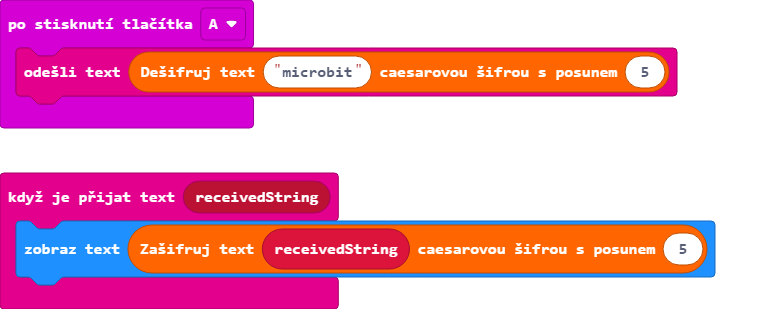 po stisknutí tlačítka A
odešli text Dešifruj text "microbit" caesarovou šifrou s posunem 5
když je přijat text receivedString
zobraz text Zašifruj text receivedString caesarovou šifrou s posunem 5